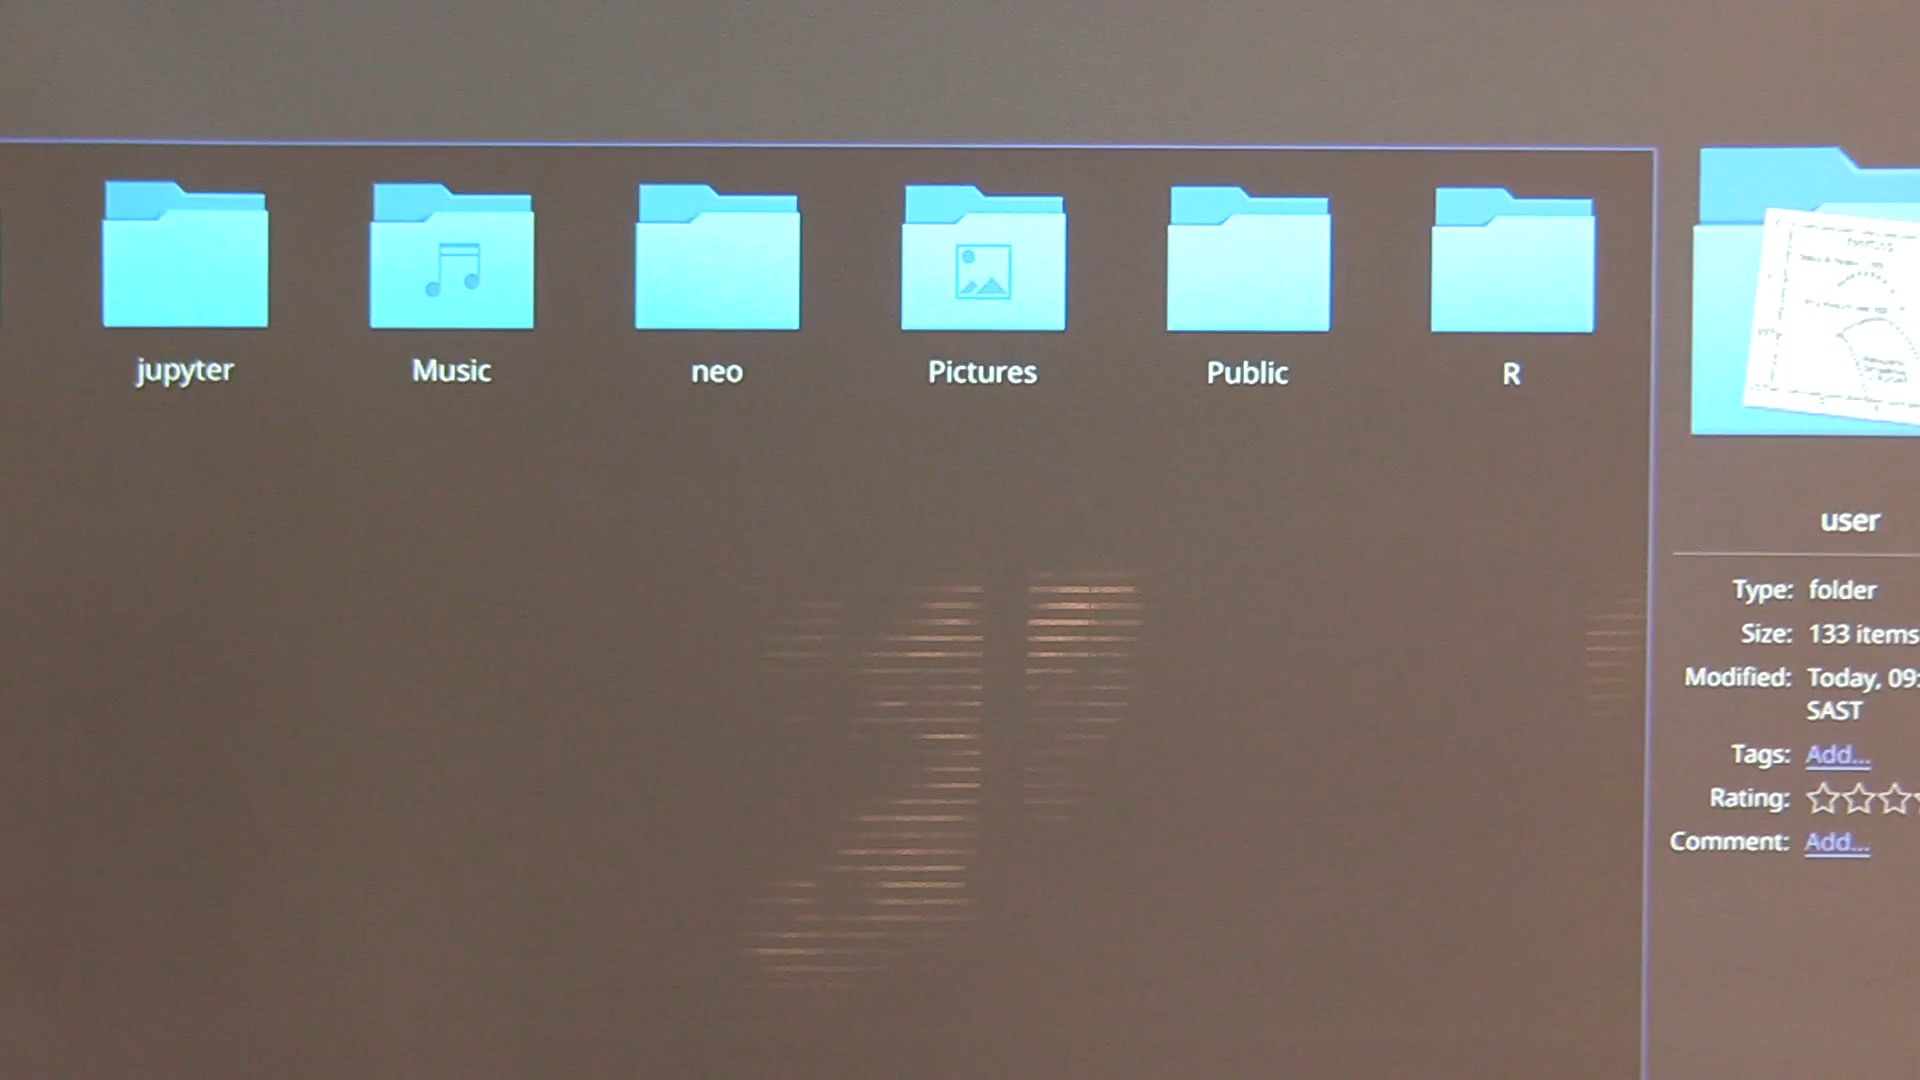 jupyter Music neo Pictures Public R
user
Type: folder
Size: 133 items
Modified: Today, 09:
SAST
Tags: Add...
Rating:
Comment: Add...